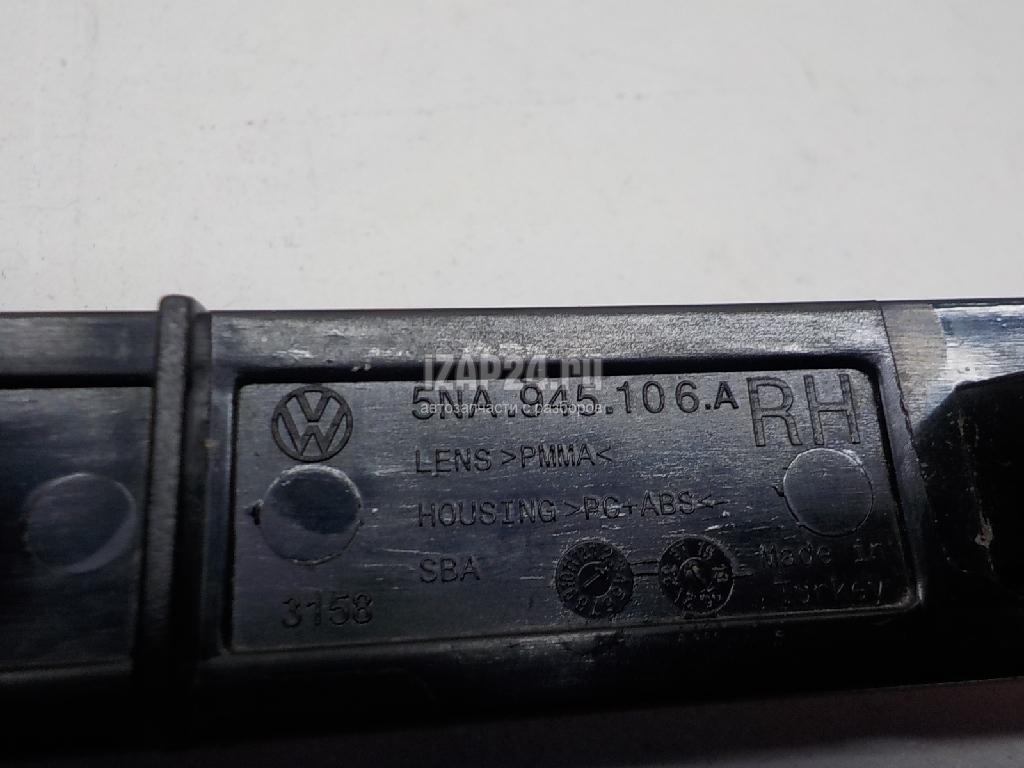 IZAP24.ru
автозапчасти с разборов
5NA.945.106.A RH
LENS >PMMA<
HOUSING >PC+ABS<
SBA
Made in
Turkey
3158